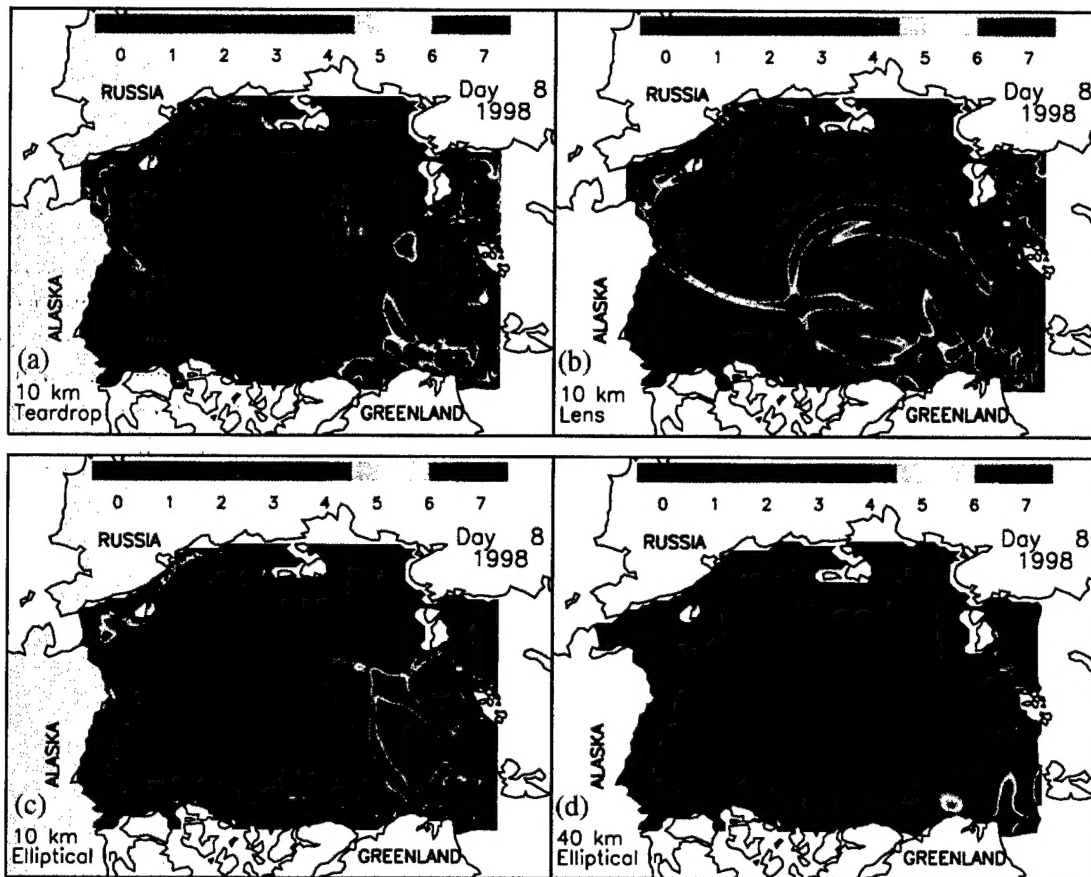 0 1 2 3 4 5 6 7
RUSSIA
Day 8
1998
ALASKA
(a)
10 km
Teardrop
GREENLAND
0 1 2 3 4 5 6 7
RUSSIA
Day 8
1998
ALASKA
(b)
10 km
Lens
GREENLAND
0 1 2 3 4 5 6 7
RUSSIA
Day 8
1998
ALASKA
(c)
10 km
Elliptical
GREENLAND
0 1 2 3 4 5 6 7
RUSSIA
Day 8
1998
ALASKA
(d)
40 km
Elliptical
GREENLAND